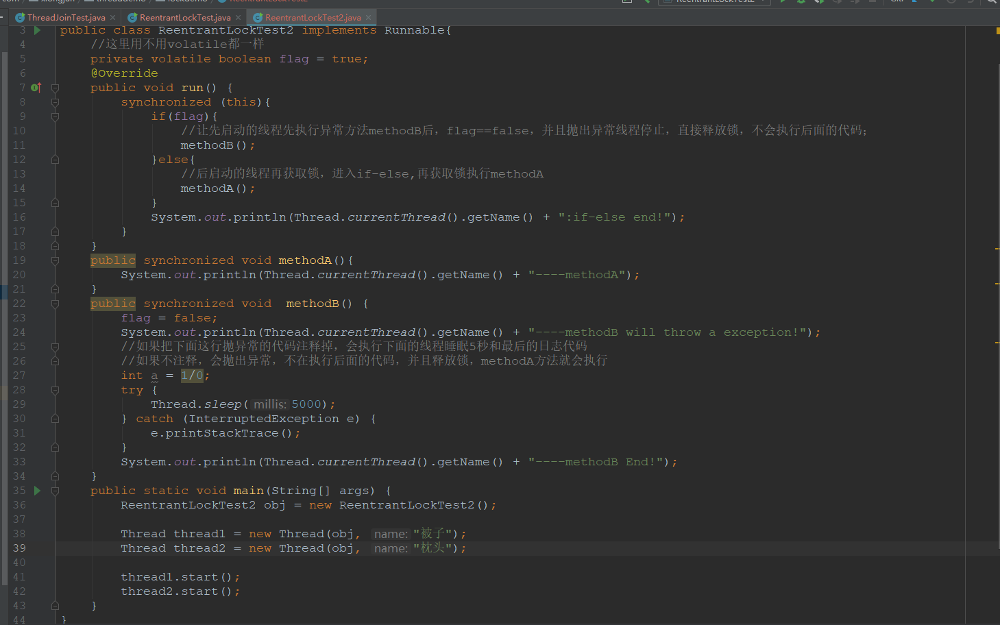 ThreadJoinTest.java ReentrantLockTest.java ReentrantLockTest2.java
3 public class ReentrantLockTest2 implements Runnable{
4 //这里用不用volatile都一样
5 private volatile boolean flag = true;
6 @Override
7 public void run() {
8 synchronized (this){
9 if(flag){
10 //让先启动的线程先执行异常方法methodB后, flag==false, 并且抛出异常线程停止, 直接释放锁, 不会执行后面的代码;
11 methodB();
12 }else{
13 //后启动的线程再获取锁, 进入if-else,再获取锁执行methodA
14 methodA();
15 }
16 System.out.println(Thread.currentThread().getName() + ":if-else end!");
17 }
18 }
19 public synchronized void methodA(){
20 System.out.println(Thread.currentThread().getName() + "----methodA");
21 }
22 public synchronized void methodB() {
23 flag = false;
24 System.out.println(Thread.currentThread().getName() + "----methodB will throw a exception!");
25 //如果把下面这行抛异常的代码注释掉, 会执行下面的线程睡眠5秒和最后的日志代码
26 //如果不注释, 会抛出异常, 不在执行后面的代码, 并且释放锁, methodA方法就会执行
27 int a = 1/0;
28 try {
29 Thread.sleep( millis: 5000);
30 } catch (InterruptedException e) {
31 e.printStackTrace();
32 }
33 System.out.println(Thread.currentThread().getName() + "----methodB End!");
34 }
35 public static void main(String[] args) {
36 ReentrantLockTest2 obj = new ReentrantLockTest2();
37
38 Thread thread1 = new Thread(obj, name: "被子");
39 Thread thread2 = new Thread(obj, name: "枕头");
40
41 thread1.start();
42 thread2.start();
43 }
44 }